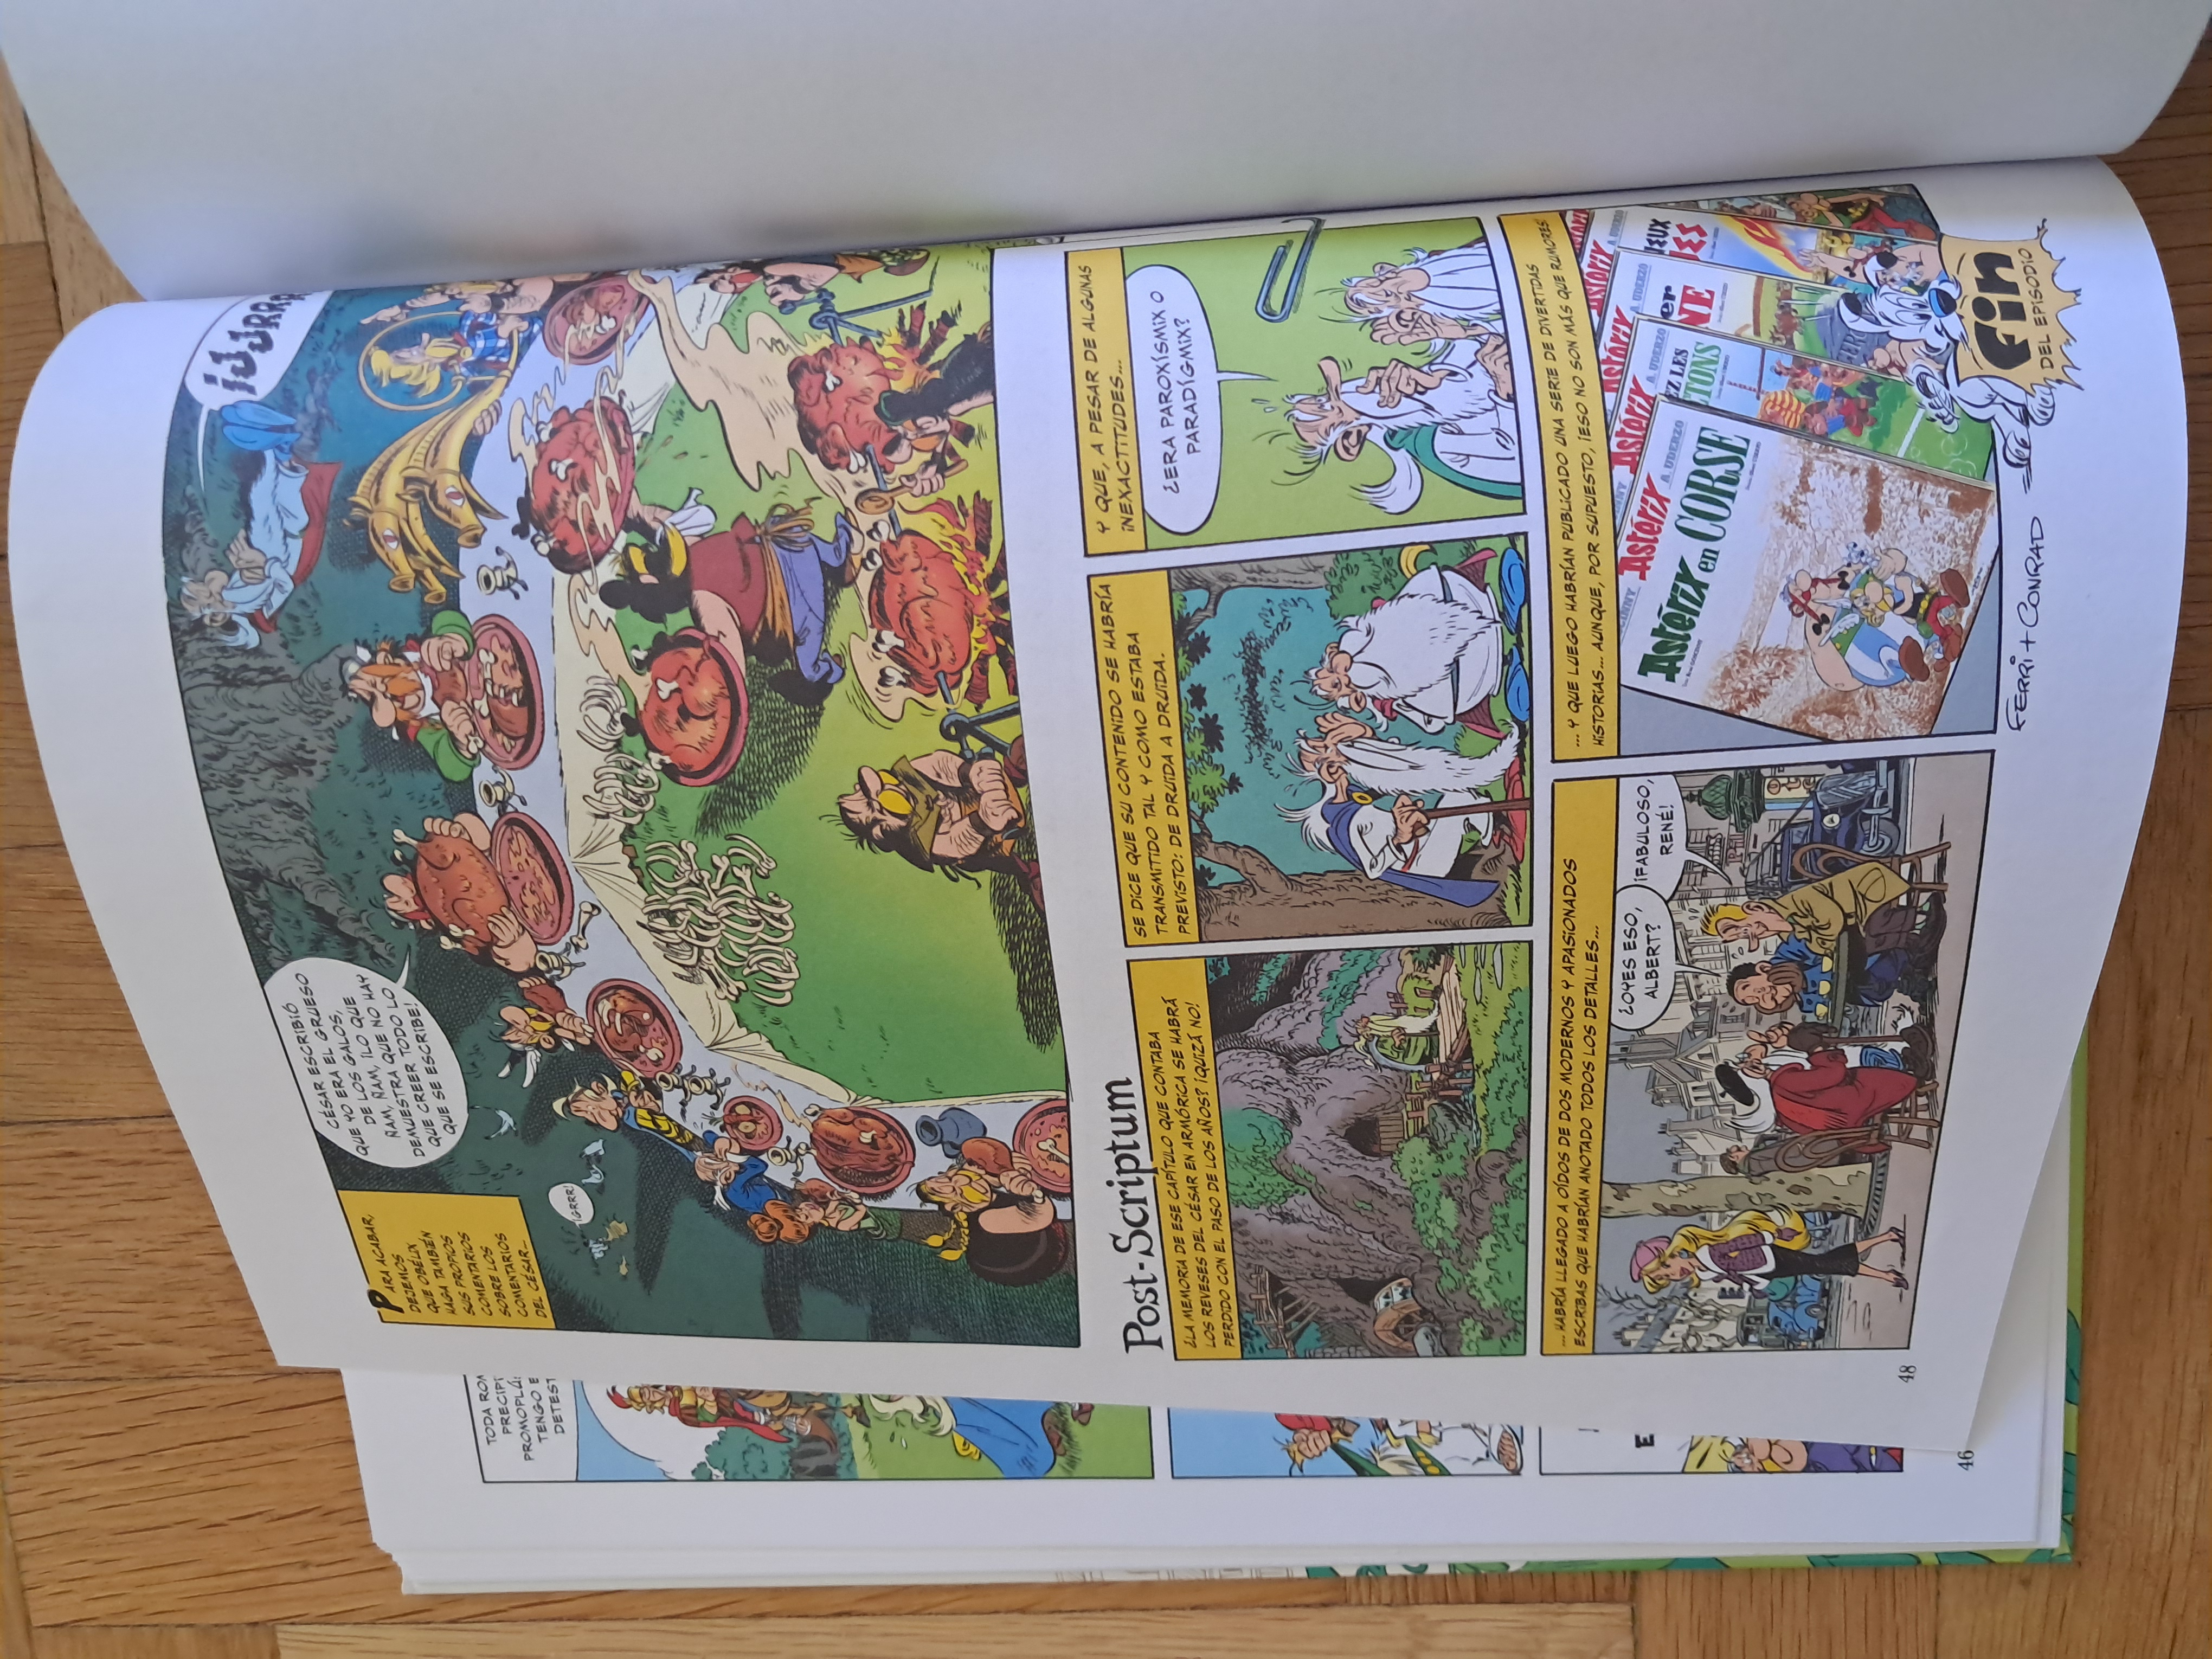 PARA ACABAR,
DEJEMOS
QUE OBÉLIX
HAGA TAMBIÉN
SUS PROPIOS
COMENTARIOS
SOBRE LOS
COMENTARIOS
DEL CÉSAR...
CÉSAR ESCRIBIÓ
QUE YO ERA EL GRUESO
DE LOS GALOS,
ÑAM, ÑAM, ¡LO QUE
DEMUESTRA QUE NO HAY
QUE CREER TODO LO
QUE SE ESCRIBE!
¡JJRRR
¡GRRR!
TODA
PROMOPLÚS
TENGO
Post-Scriptum
¿LA MEMORIA DE ESE CAPÍTULO QUE CONTABA
LOS REVESES DEL CÉSAR EN ARMÓRICA SE HABRÁ
PERDIDO CON EL PASO DE LOS AÑOS? ¡QUIZÁ NO!
SE DICE QUE SU CONTENIDO SE HABRÍA
TRANSMITIDO TAL Y COMO ESTABA
PREVISTO: DE DRUIDA A DRUIDA.
Y QUE, A PESAR DE ALGUNAS
INEXACTITUDES...
¿ERA PAROXÍSMIX O
PARADÍGMIX?
... HABRÍA LLEGADO A OÍDOS DE DOS MODERNOS Y APASIONADOS
ESCRIBAS QUE HABRÍAN ANOTADO TODOS LOS DETALLES...
¿OYES ESO,
ALBERT?
¡FABULOSO,
RENÉ!
... Y QUE LUEGO HABRÍAN PUBLICADO UNA SERIE DE DIVERTIDAS
HISTORIAS... AUNQUE, POR SUPUESTO, ¡ESO NO SON MÁS QUE RUMORES!
Astérix
A. UDERZO
Astérix en CORSE
Astérix
A. UDERZO
EZ LES
TONS
Astérix
A. UDERZO
er
NE
Astérix
A. UDERZO
IEUX
ES
FERRI + CONRAD
Fin
DEL EPISODIO
48
46